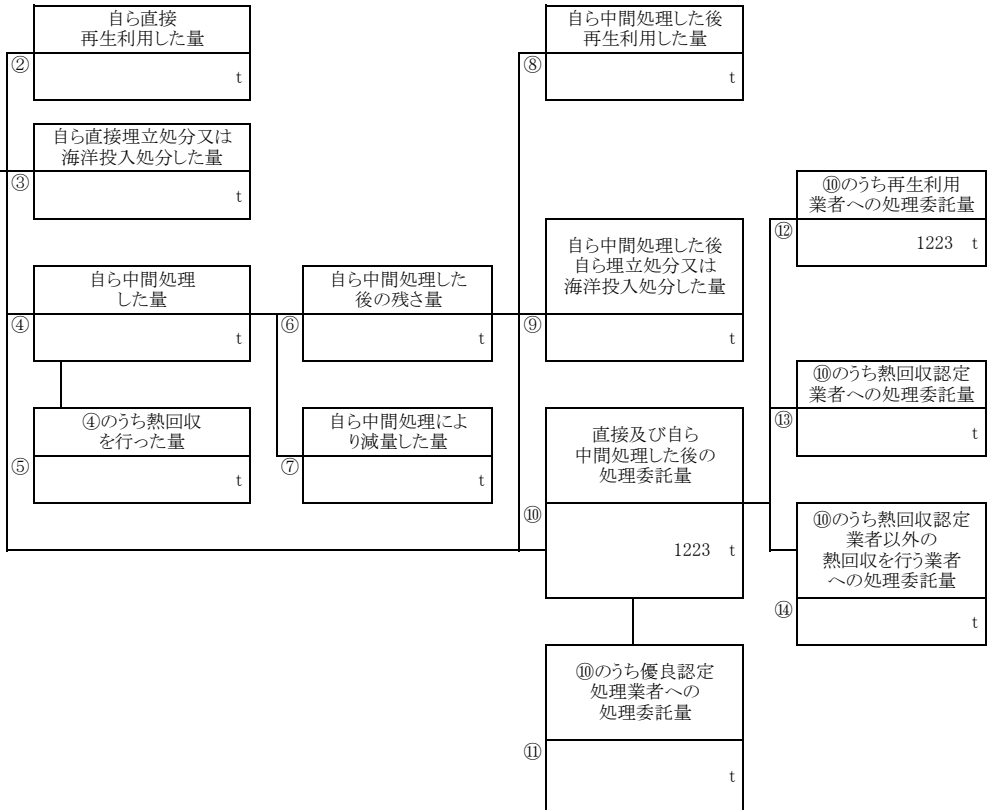 自ら直接
再生利用した量
②
t
自ら直接埋立処分又は
海洋投入処分した量
③
t
自ら中間処理
した量
④
t
④のうち熱回収
を行った量
⑤
t
自ら中間処理した
後の残さ量
⑥
t
自ら中間処理によ
り減量した量
⑦
t
自ら中間処理した後
再生利用した量
⑧
t
自ら中間処理した後
自ら埋立処分又は
海洋投入処分した量
⑨
t
直接及び自ら
中間処理した後の
処理委託量
⑩
1223 t
⑩のうち優良認定
処理業者への
処理委託量
⑪
t
⑩のうち再生利用
業者への処理委託量
⑫
1223 t
⑩のうち熱回収認定
業者への処理委託量
⑬
t
⑩のうち熱回収認定
業者以外の
熱回収を行う業者
への処理委託量
⑭
t